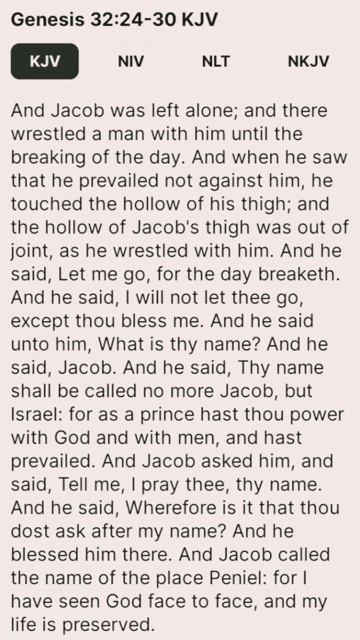 Genesis 32:24-30 KJV
KJV NIV NLT NKJV
And Jacob was left alone; and there
wrestled a man with him until the
breaking of the day. And when he saw
that he prevailed not against him, he
touched the hollow of his thigh; and
the hollow of Jacob's thigh was out of
joint, as he wrestled with him. And he
said, Let me go, for the day breaketh.
And he said, I will not let thee go,
except thou bless me. And he said
unto him, What is thy name? And he
said, Jacob. And he said, Thy name
shall be called no more Jacob, but
Israel: for as a prince hast thou power
with God and with men, and hast
prevailed. And Jacob asked him, and
said, Tell me, I pray thee, thy name.
And he said, Wherefore is it that thou
dost ask after my name? And he
blessed him there. And Jacob called
the name of the place Peniel: for I
have seen God face to face, and my
life is preserved.